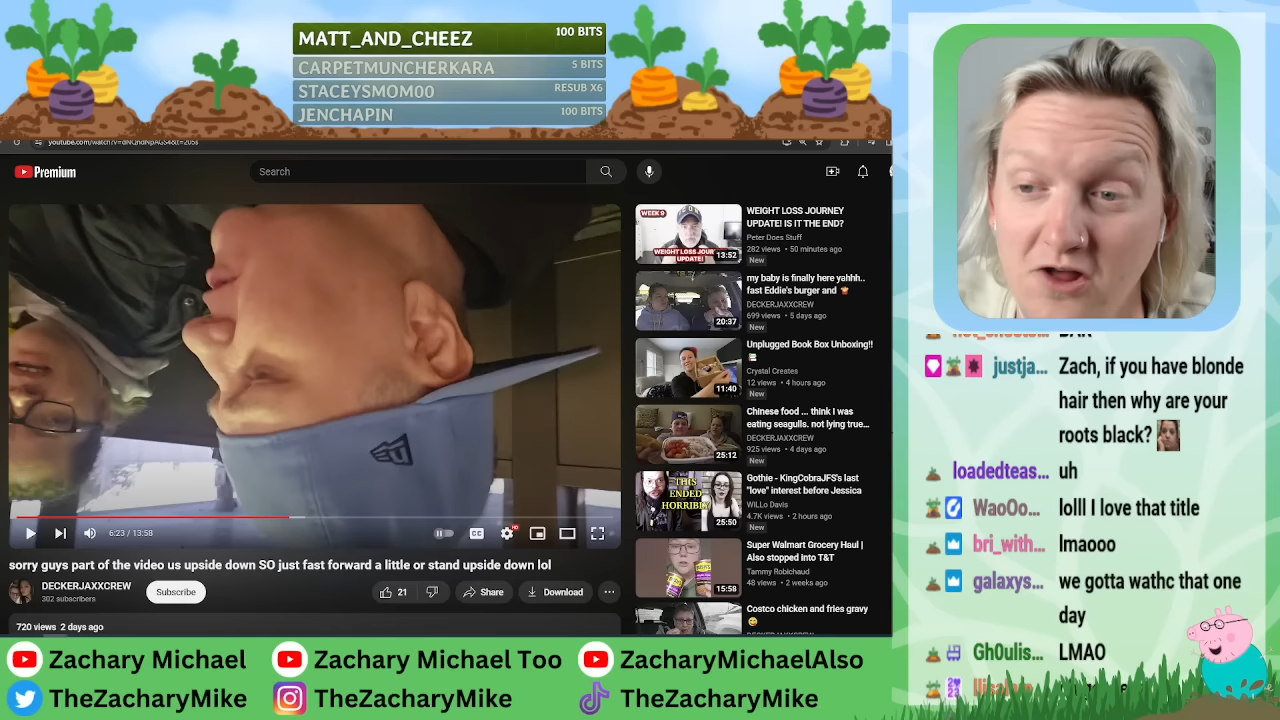 MATT_AND_CHEEZ 100 BITS
CARPETMUNCHERKARA 5 BITS
STACEYSMOM00 RESUB X6
JENCHAPIN 100 BITS
Premium
Search
WEEK 9
WEIGHT LOSS JOURNEY
UPDATE! IS IT THE END?
Peter Does Stuff
282 views • 50 minutes ago
New
WEIGHT LOSS JOUR
UPDATE!
13:52
my baby is finally here yahhh..
fast Eddie's burger and
DECKERJAXXCREW
699 views • 5 days ago
New
20:37
Unplugged Book Box Unboxing!!
Crystal Creates
12 views • 4 hours ago
New
11:40
Chinese food ... think I was
eating seagulls. not lying true...
DECKERJAXXCREW
925 views • 4 days ago
New
25:12
THIS
ENDED
HORRIBLY
25:50
Gothie - KingCobraJFS's last
"love" interest before Jessica
WiLLo Davis
4.7K views • 2 hours ago
New
Super Walmart Grocery Haul |
Also stopped into T&T
Tammy Robichaud
48 views • 2 weeks ago
15:58
Costco chicken and fries gravy
6:23 / 13:58
CC
HD
sorry guys part of the video us upside down SO just fast forward a little or stand upside down lol
DECKERJAXXCREW
302 subscribers
Subscribe
21
Share
Download
720 views 2 days ago
justja... Zach, if you have blonde
hair then why are your
roots black?
loadedteas... uh
WaoOo... lolll I love that title
bri_with... lmaooo
galaxys... we gotta wathc that one
day
Gh0ulis... LMAO
Zachary Michael
Zachary Michael Too
ZacharyMichaelAlso
TheZacharyMike
TheZacharyMike
TheZacharyMike